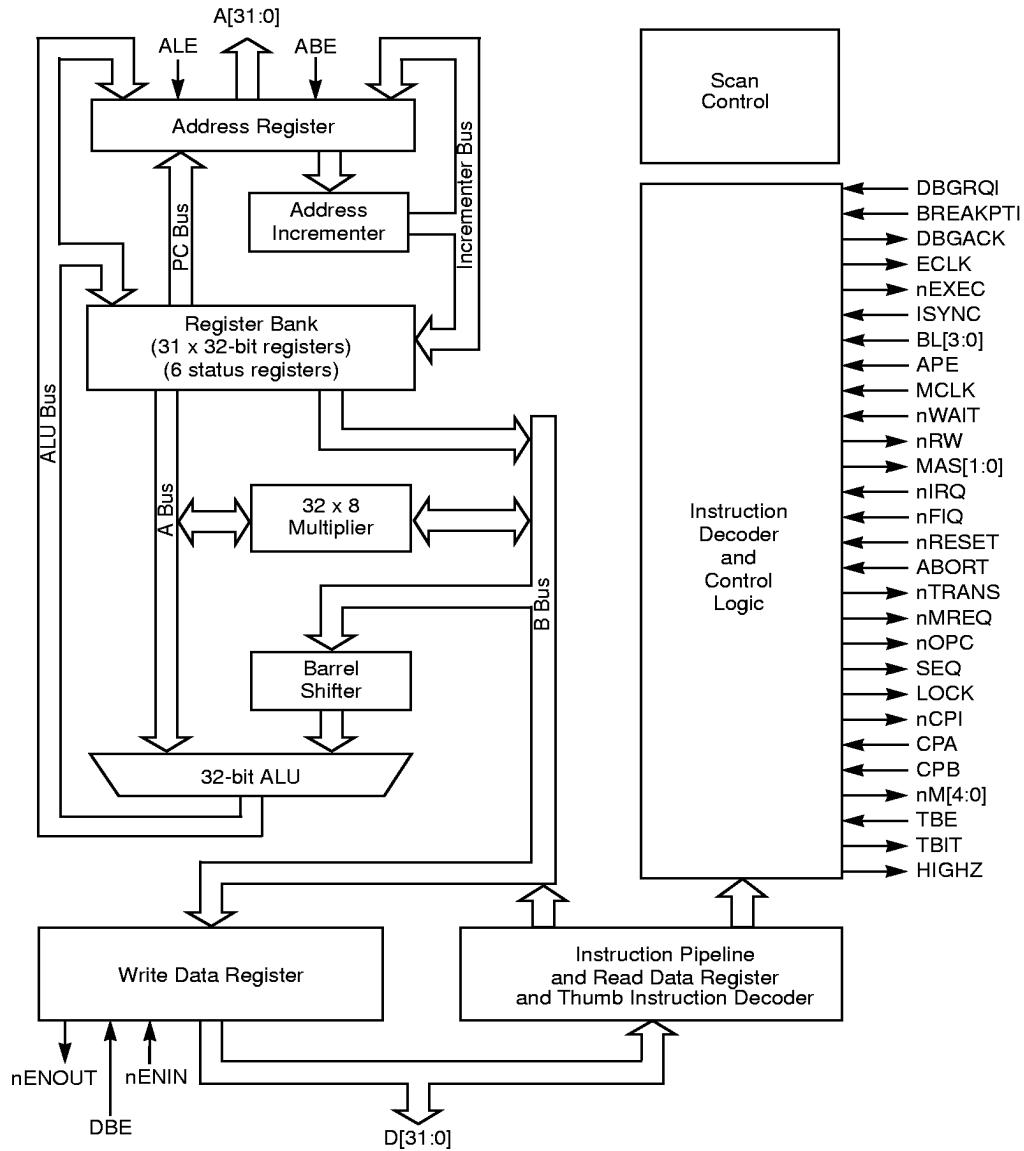 A[31:0]
ALE
ABE
Address Register
Address
Incrementer
PC Bus
Incrementer Bus
Register Bank
(31 x 32-bit registers)
(6 status registers)
ALU Bus
A Bus
32 x 8
Multiplier
B Bus
Barrel
Shifter
32-bit ALU
Write Data Register
nENOUT
nENIN
DBE
D[31:0]
Instruction Pipeline
and Read Data Register
and Thumb Instruction Decoder
Scan
Control
Instruction
Decoder
and
Control
Logic
DBGRQI
BREAKPTI
DBGACK
ECLK
nEXEC
ISYNC
BL[3:0]
APE
MCLK
nWAIT
nRW
MAS[1:0]
nIRQ
nFIQ
nRESET
ABORT
nTRANS
nMREQ
nOPC
SEQ
LOCK
nCPI
CPA
CPB
nM[4:0]
TBE
TBIT
HIGHZ